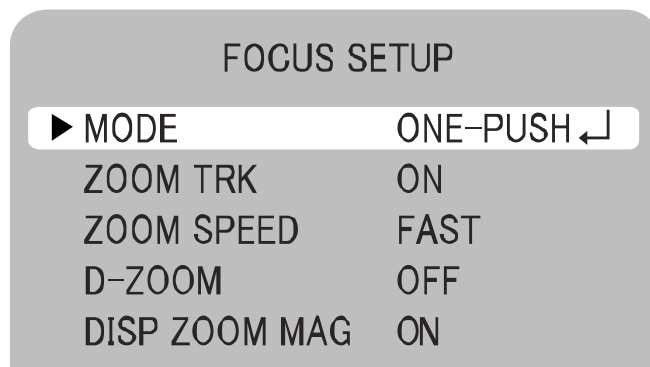 FOCUS SETUP
▶ MODE ONE-PUSH ↵
ZOOM TRK ON
ZOOM SPEED FAST
D-ZOOM OFF
DISP ZOOM MAG ON